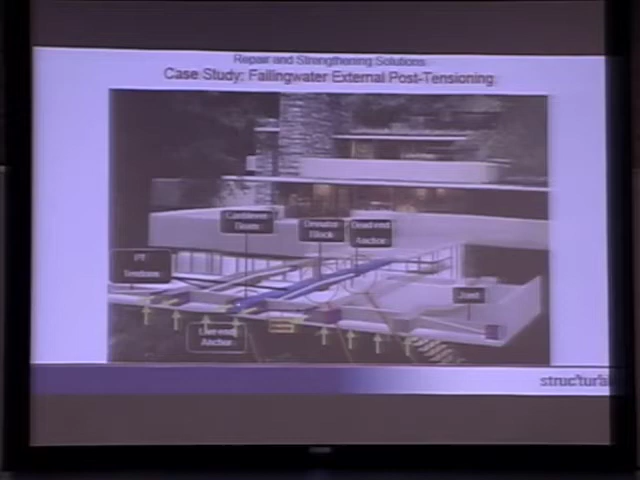 Repair and Strengthening Solutions
Case Study: Fallingwater External Post-Tensioning
Cantilever
Beam
Deviator
Block
Dead end
Anchor
PT
Tendons
Joist
Live end
Anchor
structural